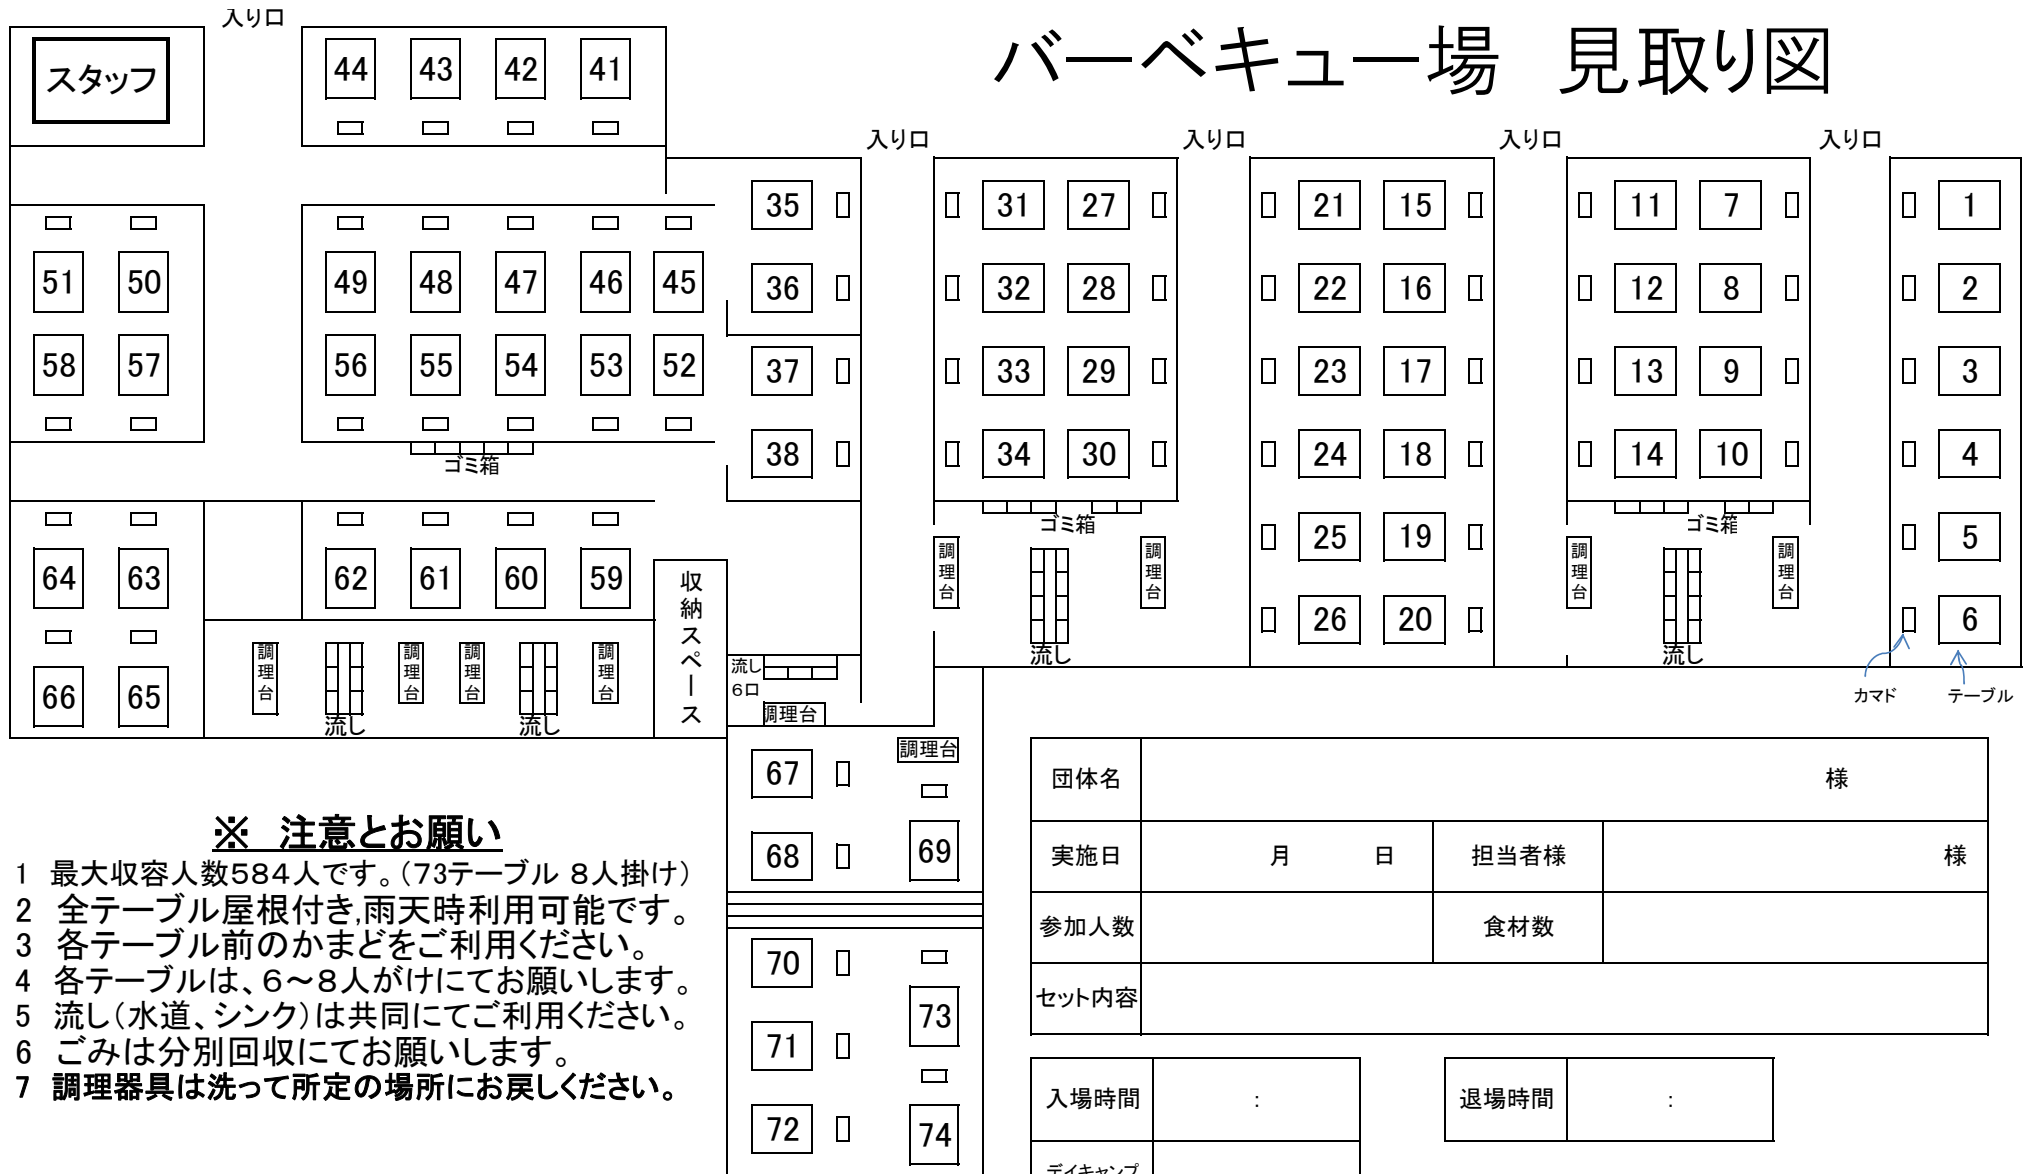 バーベキュー場　見取り図
入り口
スタッフ
44 43 42 41
入り口 入り口 入り口 入り口
35 31 27 21 15 11 7 1
51 50 49 48 47 46 45
36 32 28 22 16 12 8 2
58 57 56 55 54 53 52
37 33 29 23 17 13 9 3
38 34 30 24 18 14 10 4
ゴミ箱
ゴミ箱 ゴミ箱
25 19 5
調理台 調理台 調理台 調理台
64 63 62 61 60 59
収納スペース
26 20 6
流し 流し
調理台 調理台 調理台 調理台
流し
6口
66 65
流し 流し
調理台
カマド テーブル
調理台
67
68 69
70
71 73
72 74
※　注意とお願い
1 最大収容人数584人です。(73テーブル 8人掛け)
2 全テーブル屋根付き,雨天時利用可能です。
3 各テーブル前のかまどをご利用ください。
4 各テーブルは、6～8人がけにてお願いします。
5 流し(水道、シンク)は共同にてご利用ください。
6 ごみは分別回収にてお願いします。
7 調理器具は洗って所定の場所にお戻しください。
団体名 様
実施日 月 日 担当者様 様
参加人数 食材数
セット内容
入場時間 : 退場時間 :
デイキャンプ